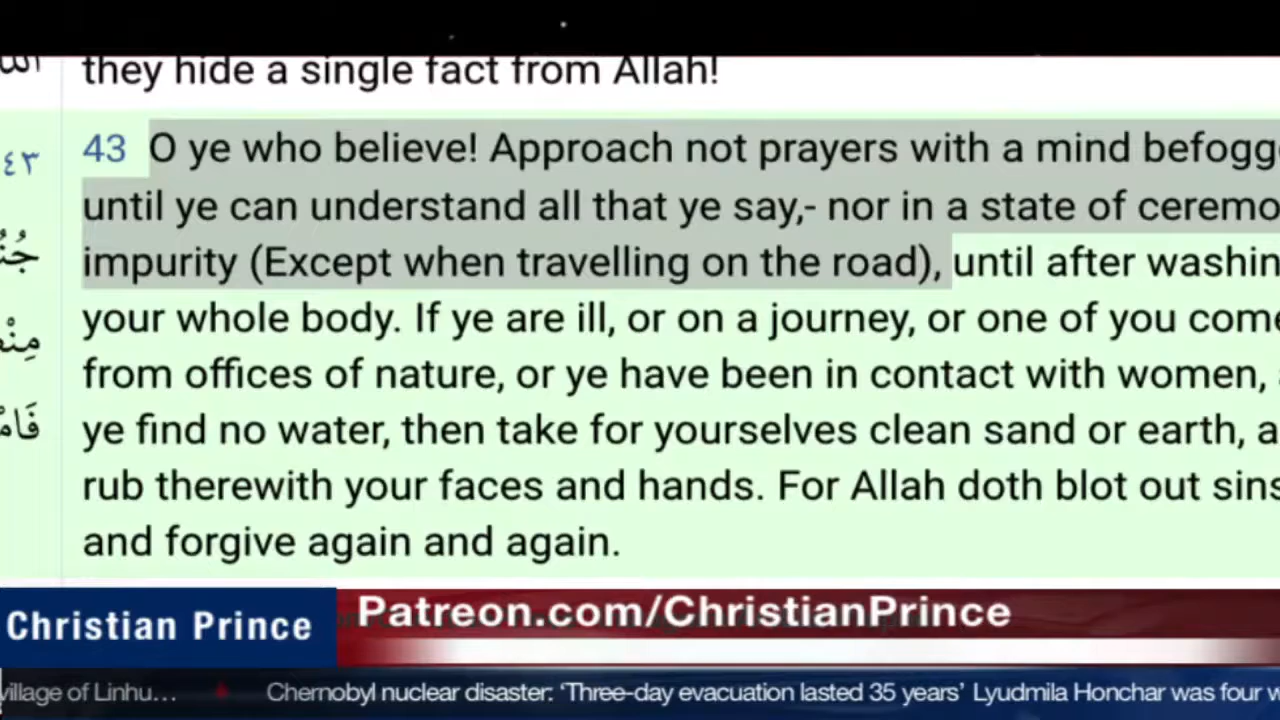 they hide a single fact from Allah!
٤٣
43 O ye who believe! Approach not prayers with a mind
until ye can understand all that ye say,- nor in a state of
impurity (Except when travelling on the road), until after
your whole body. If ye are ill, or on a journey, or one of you
from offices of nature, or ye have been in contact with women,
ye find no water, then take for yourselves clean sand or earth,
rub therewith your faces and hands. For Allah doth blot out sins
and forgive again and again.
Christian Prince
Patreon.com/ChristianPrince
village of Linhu… Chernobyl nuclear disaster: ‘Three-day evacuation lasted 35 years’ Lyudmila Honchar was four